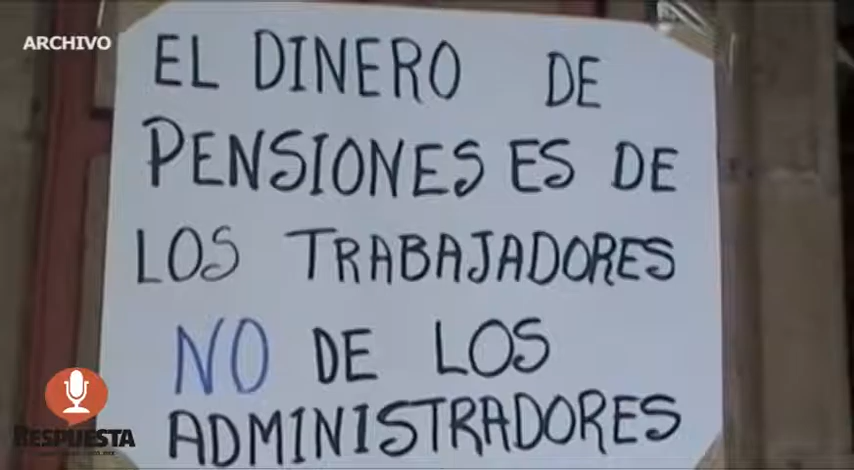 ARCHIVO
EL DINERO DE
PENSIONES ES DE
LOS TRABAJADORES
NO DE LOS
ADMINISTRADORES
RESPUESTA